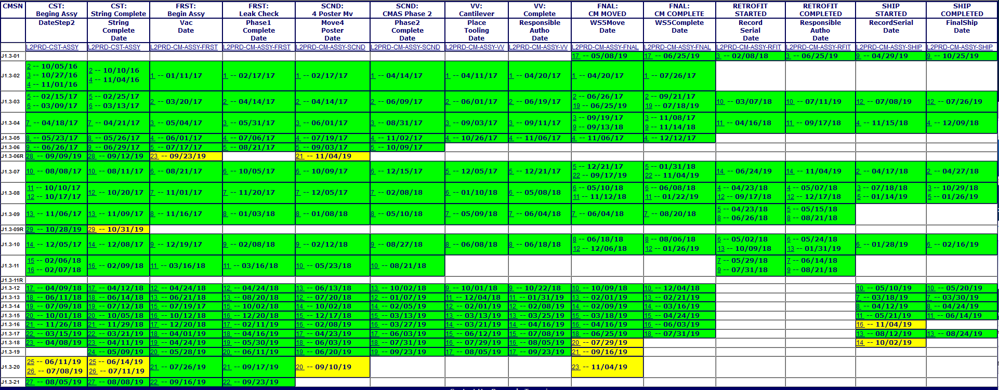 CMSN CST: Beging Assy CST: String Complete FRST: Begin Assy FRST: Leak Check SCND: 4 Poster Mv SCND: CMAS Phase 2 VV: Cantilever VV: Complete FNAL: CM MOVED FNAL: CM COMPLETE RETROFIT STARTED RETROFIT COMPLETED SHIP STARTED SHIP COMPLETED
DateStep2 String Complete Date Vac Date Phase1 Complete Date Move4 Poster Date Phase2 Complete Date Place Tooling Date Responsible Autho Date WS5Move Date WS5Complete Date Record Serial Date Responsible Autho Date RecordSerial Date FinalShip Date
L2PRD-CST-ASSY L2PRD-CST-ASSY L2PRD-CM-ASSY-FRST L2PRD-CM-ASSY-FRST L2PRD-CM-ASSY-SCND L2PRD-CM-ASSY-SCND L2PRD-CM-ASSY-VV L2PRD-CM-ASSY-VV L2PRD-CM-ASSY-FNAL L2PRD-CM-ASSY-FNAL L2PRD-CM-ASSY-RFIT L2PRD-CM-ASSY-RFIT L2PRD-CM-ASSY-SHIP L2PRD-CM-ASSY-SHIP
J1.3-01 17 -- 05/08/19 17 -- 06/25/19 3 -- 02/08/18 3 -- 06/25/19 9 -- 04/29/19 9 -- 10/25/19
J1.3-02 2 -- 10/05/16 3 -- 10/27/16 4 -- 11/01/16 2 -- 10/10/16 4 -- 11/04/16 1 -- 01/11/17 1 -- 02/17/17 1 -- 02/17/17 1 -- 04/14/17 1 -- 04/11/17 1 -- 04/20/17 1 -- 04/20/17 1 -- 07/26/17
J1.3-03 5 -- 02/15/17 6 -- 03/09/17 5 -- 02/25/17 6 -- 03/13/17 2 -- 03/20/17 2 -- 04/14/17 2 -- 04/14/17 2 -- 06/09/17 2 -- 06/01/17 2 -- 06/19/17 2 -- 06/26/17 19 -- 06/25/19 2 -- 09/21/17 19 -- 07/18/19 10 -- 03/07/18 10 -- 07/11/19 12 -- 07/08/19 12 -- 07/26/19
J1.3-04 7 -- 04/18/17 7 -- 04/21/17 3 -- 05/04/17 3 -- 05/31/17 3 -- 06/01/17 3 -- 08/31/17 3 -- 09/03/17 3 -- 09/11/17 3 -- 09/19/17 9 -- 09/13/18 3 -- 11/08/17 9 -- 11/14/18 11 -- 04/16/18 11 -- 09/17/18 4 -- 11/15/18 4 -- 12/09/18
J1.3-05 8 -- 05/23/17 8 -- 05/26/17 4 -- 06/01/17 4 -- 07/06/17 4 -- 07/19/17 4 -- 11/02/17 4 -- 10/26/17 4 -- 11/06/17 4 -- 11/06/17 4 -- 12/12/17
J1.3-06 9 -- 06/26/17 9 -- 06/29/17 5 -- 07/17/17 5 -- 08/21/17 5 -- 09/03/17 5 -- 10/09/17
J1.3-06R 28 -- 09/09/19 28 -- 09/12/19 23 -- 09/23/19 21 -- 11/04/19
J1.3-07 10 -- 08/08/17 10 -- 08/11/17 6 -- 08/21/17 6 -- 10/05/17 6 -- 10/09/17 6 -- 12/15/17 5 -- 12/05/17 5 -- 12/21/17 5 -- 12/21/17 22 -- 09/17/19 5 -- 01/31/18 22 -- 11/04/19 14 -- 06/24/19 14 -- 11/04/19 2 -- 04/17/18 2 -- 04/27/18
J1.3-08 11 -- 10/10/17 12 -- 10/17/17 12 -- 10/20/17 7 -- 11/01/17 7 -- 11/20/17 7 -- 12/05/17 7 -- 02/08/18 6 -- 01/10/18 6 -- 05/08/18 6 -- 05/10/18 11 -- 11/12/18 6 -- 06/08/18 11 -- 01/22/19 4 -- 04/23/18 12 -- 09/17/18 4 -- 05/07/18 12 -- 12/17/18 3 -- 07/18/18 5 -- 01/14/19 3 -- 10/29/18 5 -- 01/26/19
J1.3-09 13 -- 11/06/17 13 -- 11/09/17 8 -- 11/16/17 8 -- 01/03/18 8 -- 01/08/18 8 -- 05/10/18 7 -- 05/09/18 7 -- 06/04/18 7 -- 06/04/18 7 -- 08/20/18 5 -- 04/23/18 8 -- 06/26/18 5 -- 05/15/18 8 -- 08/21/18
J1.3-09R 29 -- 10/28/19 29 -- 10/31/19
J1.3-10 14 -- 12/05/17 14 -- 12/08/17 9 -- 12/19/17 9 -- 02/08/18 9 -- 02/12/18 9 -- 08/27/18 8 -- 06/08/18 8 -- 06/18/18 8 -- 06/18/18 12 -- 12/06/18 8 -- 08/06/18 12 -- 01/26/19 6 -- 05/02/18 13 -- 10/09/18 6 -- 05/24/18 13 -- 01/31/19 6 -- 01/28/19 6 -- 02/16/19
J1.3-11 15 -- 02/06/18 16 -- 02/07/18 16 -- 02/09/18 11 -- 03/16/18 11 -- 03/16/18 10 -- 05/23/18 10 -- 08/21/18 7 -- 05/29/18 9 -- 07/31/18 7 -- 06/14/18 9 -- 08/21/18
J1.3-11R
J1.3-12 17 -- 04/09/18 17 -- 04/12/18 12 -- 04/24/18 12 -- 04/24/18 13 -- 06/13/18 13 -- 10/02/18 9 -- 10/01/18 9 -- 10/22/18 10 -- 10/09/18 10 -- 12/04/18 10 -- 05/10/19 10 -- 05/20/19
J1.3-13 18 -- 06/11/18 18 -- 06/14/18 13 -- 06/21/18 13 -- 08/20/18 12 -- 07/20/18 12 -- 01/07/19 11 -- 12/04/18 11 -- 01/31/19 13 -- 02/01/19 13 -- 02/21/19 7 -- 03/18/19 7 -- 03/30/19
J1.3-14 19 -- 07/09/18 19 -- 07/12/18 15 -- 07/19/17 15 -- 10/02/18 14 -- 10/02/18 14 -- 02/05/19 12 -- 02/01/19 12 -- 02/08/19 14 -- 02/09/19 14 -- 03/16/19 8 -- 04/12/19 8 -- 04/24/19
J1.3-15 20 -- 10/01/18 20 -- 10/05/18 16 -- 10/12/18 16 -- 12/20/18 15 -- 12/17/18 15 -- 03/13/19 13 -- 03/13/19 13 -- 03/25/19 15 -- 03/18/19 15 -- 04/24/19 11 -- 05/21/19 11 -- 06/14/19
J1.3-16 21 -- 11/26/18 21 -- 11/29/18 17 -- 12/20/18 17 -- 02/11/19 16 -- 02/08/19 16 -- 03/27/19 14 -- 03/21/19 14 -- 04/16/19 16 -- 04/16/19 16 -- 06/03/19 16 -- 11/04/19
J1.3-17 22 -- 03/15/19 22 -- 03/21/19 18 -- 04/01/19 18 -- 04/16/19 17 -- 04/23/19 17 -- 06/03/19 15 -- 06/12/19 15 -- 07/08/19 18 -- 06/25/19 18 -- 07/31/19 13 -- 08/12/19 13 -- 08/24/19
J1.3-18 23 -- 04/08/19 23 -- 04/11/19 19 -- 04/24/19 19 -- 05/30/19 18 -- 06/03/19 18 -- 07/31/19 16 -- 07/29/19 16 -- 08/05/19 20 -- 07/29/19 14 -- 10/02/19
J1.3-19 24 -- 05/09/19 20 -- 05/28/19 20 -- 06/11/19 19 -- 06/20/19 19 -- 09/23/19 17 -- 08/05/19 17 -- 09/23/19 21 -- 09/16/19
J1.3-20 25 -- 06/11/19 26 -- 07/08/19 25 -- 06/14/19 26 -- 07/11/19 21 -- 07/26/19 21 -- 09/17/19 20 -- 09/10/19 23 -- 11/04/19
J1.3-21 27 -- 08/05/19 27 -- 08/08/19 22 -- 09/16/19 22 -- 09/23/19